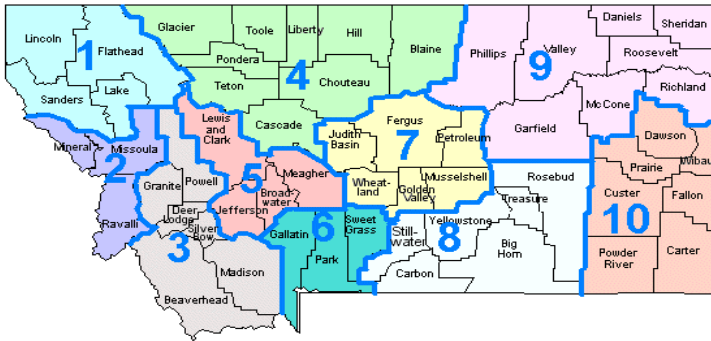 Lincoln
Flathead
Sanders
Lake
1
Mineral
Missoula
2
Ravalli
Granite
Powell
Deer
Lodge
Silver
Bow
3
Beaverhead
Madison
Glacier
Toole
Liberty
Hill
Blaine
Pondera
Teton
4
Chouteau
Cascade
Lewis
and
Clark
5
Meagher
Broad-
water
Jefferson
Gallatin
6
Park
Sweet
Grass
Judith
Basin
Fergus
Petroleum
7
Wheat-
land
Golden
Valley
Musselshell
Still-
water
Yellowstone
8
Carbon
Big
Horn
Treasure
Rosebud
Phillips
Valley
Daniels
Sheridan
Roosevelt
9
Richland
McCone
Garfield
Dawson
Prairie
Wibau
Custer
Fallon
10
Powder
River
Carter